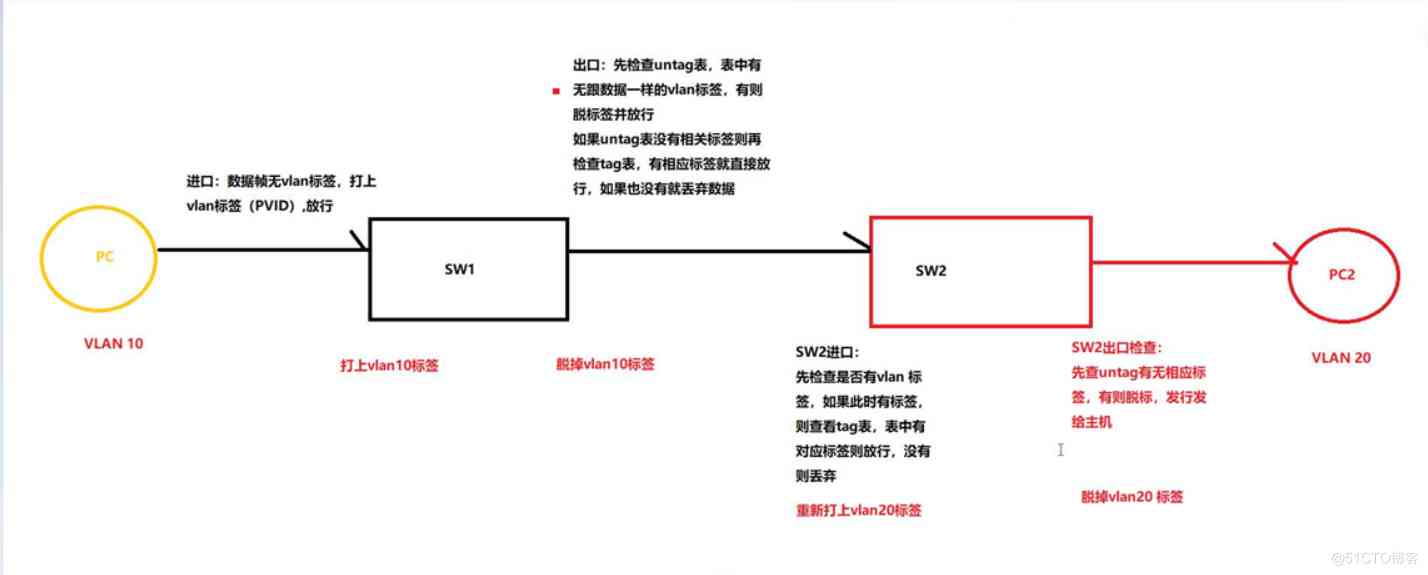 出口：先检查untag表，表中有
无跟数据一样的vlan标签，有则
脱标签并放行
如果untag表没有相关标签则再
检查tag表，有相应标签就直接放
行，如果也没有就丢弃数据
进口：数据帧无vlan标签，打上
vlan标签（PVID）,放行
PC
SW1
SW2
PC2
VLAN 10
打上vlan10标签
脱掉vlan10标签
SW2进口：
先检查是否有vlan 标
签，如果此时有标签，
则查看tag表，表中有
对应标签则放行，没有
则丢弃
重新打上vlan20标签
SW2出口检查：
先查untag有无相应标
签，有则脱标，发行发
给主机
脱掉vlan20 标签
VLAN 20
@51CTO博客